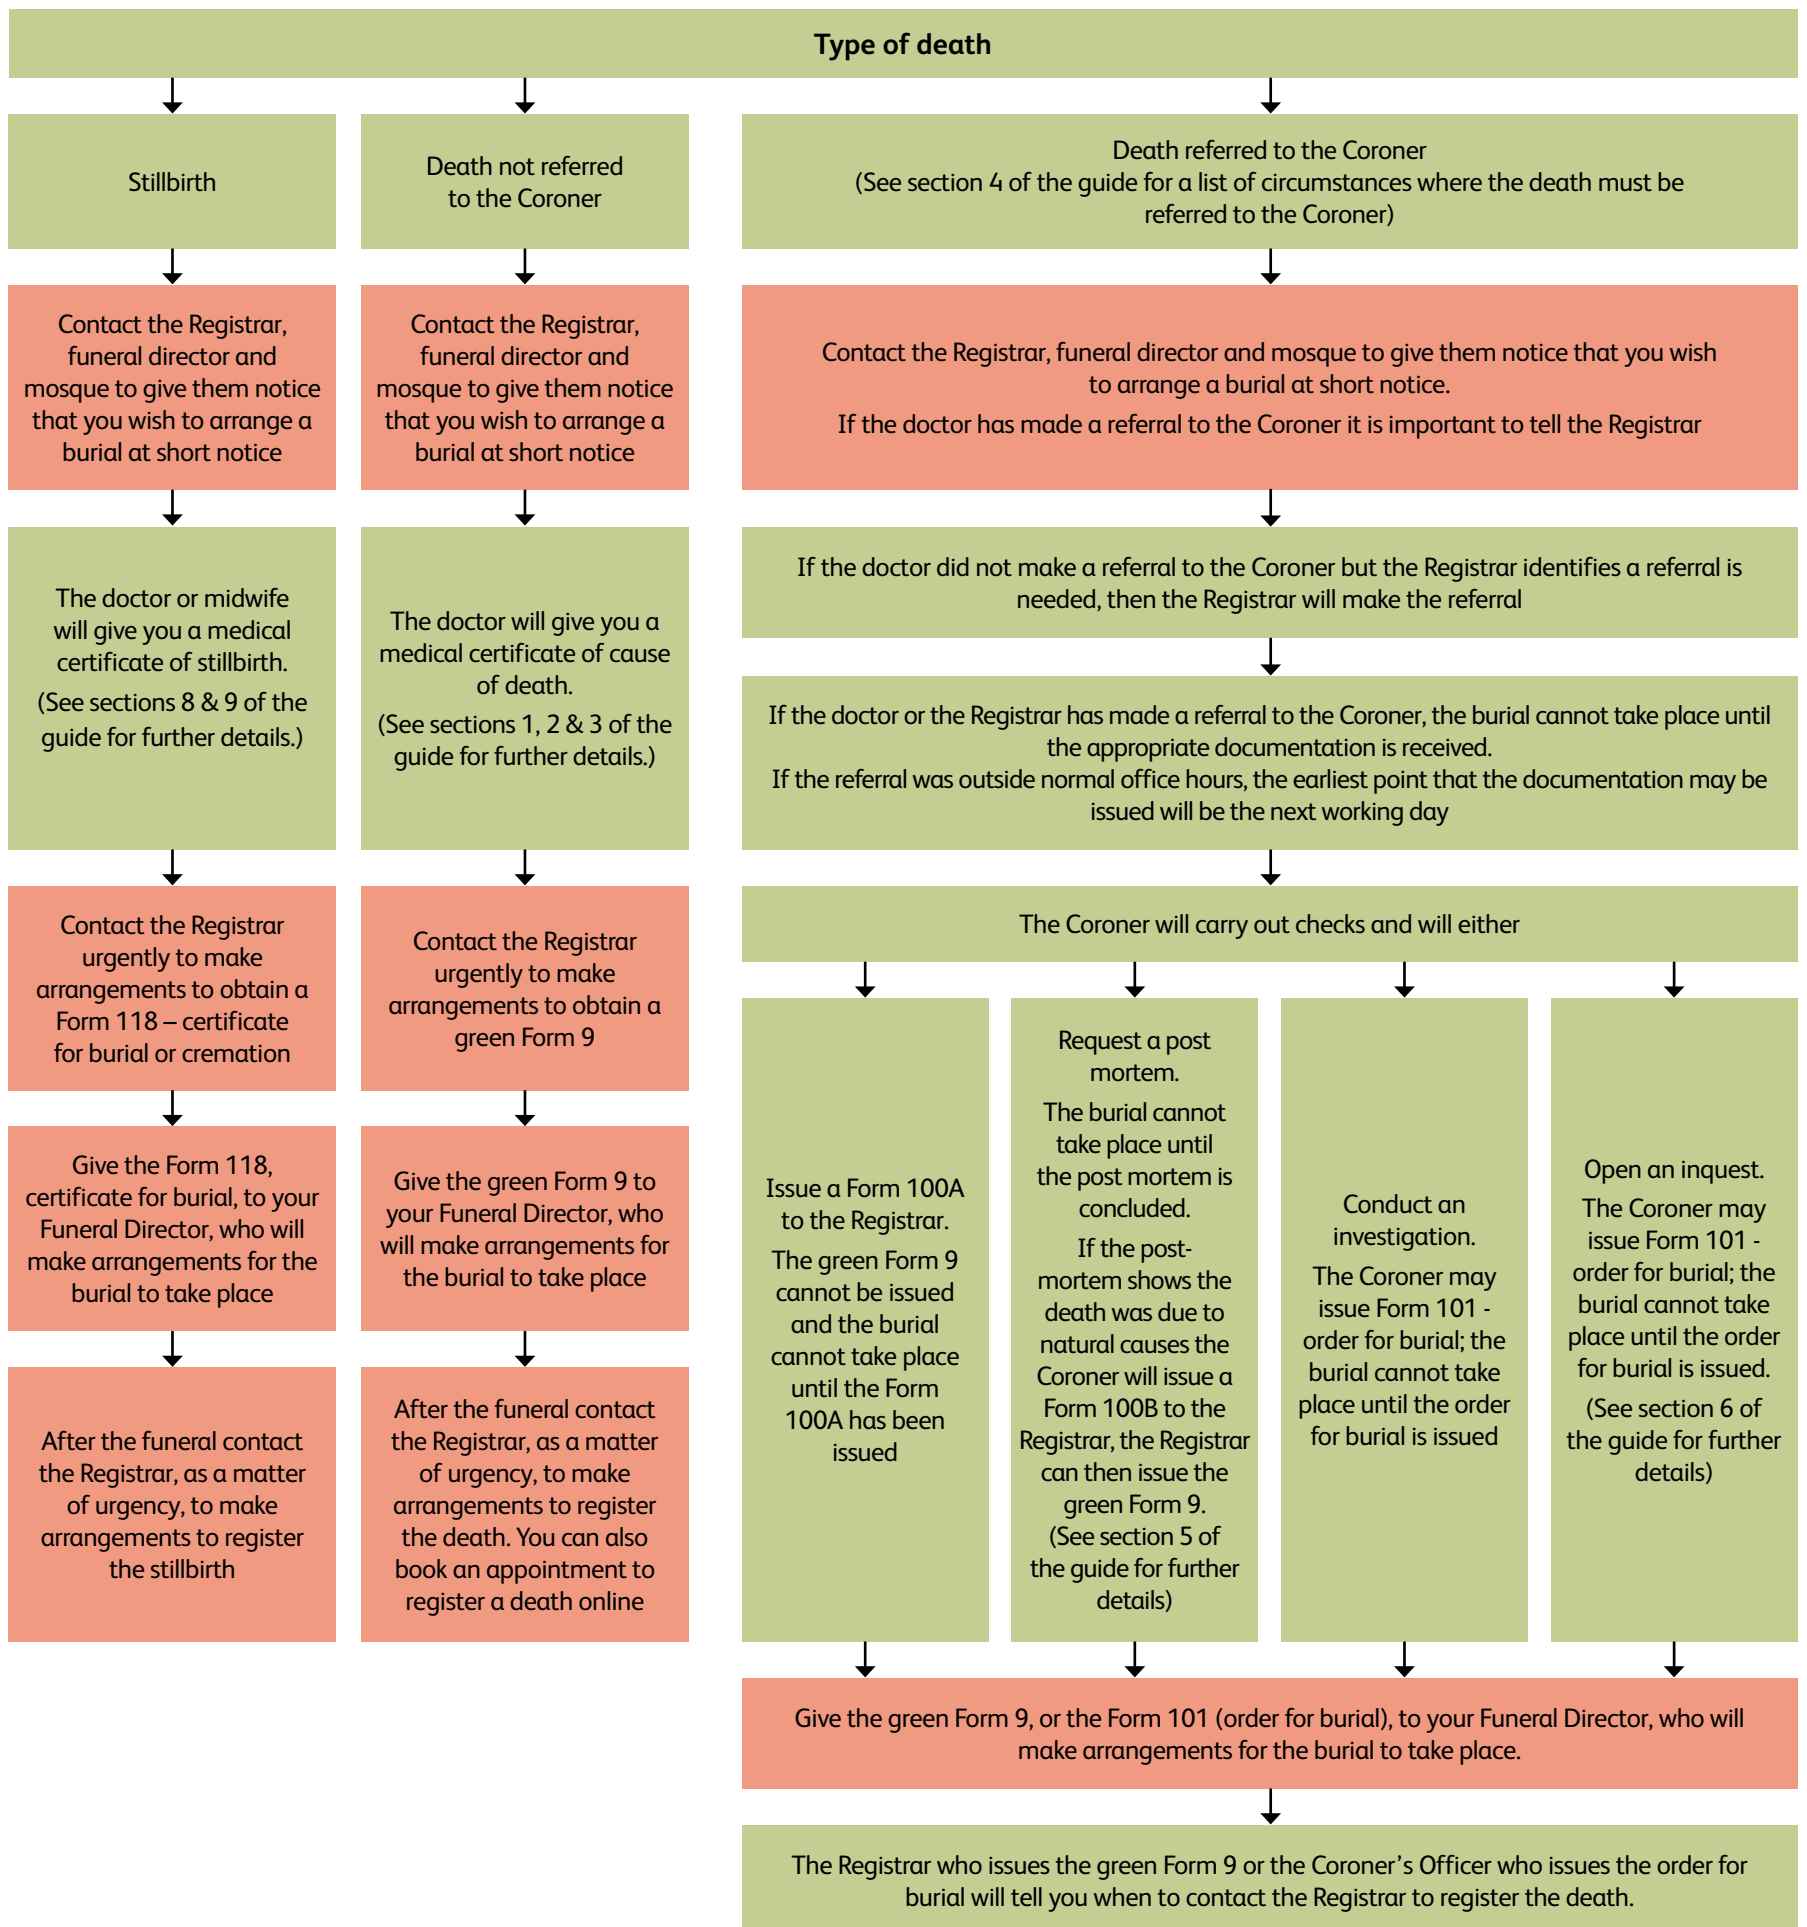 Type of death
Stillbirth
Death not referred
to the Coroner
Death referred to the Coroner
(See section 4 of the guide for a list of circumstances where the death must be
referred to the Coroner)
Contact the Registrar,
funeral director and
mosque to give them notice
that you wish to arrange a
burial at short notice
Contact the Registrar,
funeral director and
mosque to give them notice
that you wish to arrange a
burial at short notice
Contact the Registrar, funeral director and mosque to give them notice that you wish
to arrange a burial at short notice.
If the doctor has made a referral to the Coroner it is important to tell the Registrar
The doctor or midwife
will give you a medical
certificate of stillbirth.
(See sections 8 & 9 of the
guide for further details.)
The doctor will give you a
medical certificate of cause
of death.
(See sections 1, 2 & 3 of the
guide for further details.)
If the doctor did not make a referral to the Coroner but the Registrar identifies a referral is
needed, then the Registrar will make the referral
If the doctor or the Registrar has made a referral to the Coroner, the burial cannot take place until
the appropriate documentation is received.
If the referral was outside normal office hours, the earliest point that the documentation may be
issued will be the next working day
Contact the Registrar
urgently to make
arrangements to obtain a
Form 118 – certificate
for burial or cremation
Contact the Registrar
urgently to make
arrangements to obtain a
green Form 9
The Coroner will carry out checks and will either
Give the Form 118,
certificate for burial, to your
Funeral Director, who will
make arrangements for the
burial to take place
Give the green Form 9 to
your Funeral Director, who
will make arrangements for
the burial to take place
After the funeral contact
the Registrar, as a matter
of urgency, to make
arrangements to register
the stillbirth
After the funeral contact
the Registrar, as a matter
of urgency, to make
arrangements to register
the death. You can also
book an appointment to
register a death online
Issue a Form 100A
to the Registrar.
The green Form 9
cannot be issued
and the burial
cannot take place
until the Form
100A has been
issued
Request a post
mortem.
The burial cannot
take place until
the post mortem is
concluded.
If the post-
mortem shows the
death was due to
natural causes the
Coroner will issue a
Form 100B to the
Registrar, the Registrar
can then issue the
green Form 9.
(See section 5 of
the guide for further
details)
Conduct an
investigation.
The Coroner may
issue Form 101 -
order for burial; the
burial cannot take
place until the order
for burial is issued
Open an inquest.
The Coroner may
issue Form 101 -
order for burial; the
burial cannot take
place until the order
for burial is issued.
(See section 6 of
the guide for further
details)
Give the green Form 9, or the Form 101 (order for burial), to your Funeral Director, who will
make arrangements for the burial to take place.
The Registrar who issues the green Form 9 or the Coroner’s Officer who issues the order for
burial will tell you when to contact the Registrar to register the death.